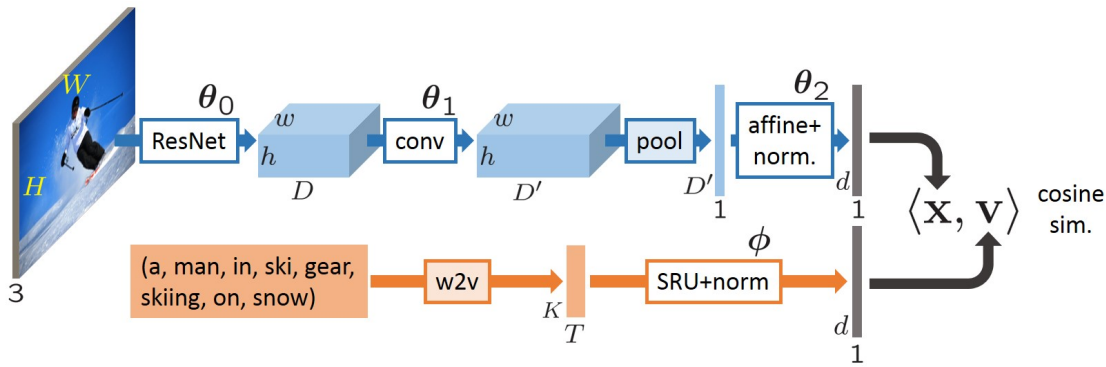 W
H
3
θ0
ResNet
w
h
D
θ1
conv
w
h
D′
pool
D′
1
θ2
affine+
norm.
d
1
⟨x, v⟩
cosine
sim.
(a, man, in, ski, gear,
skiing, on, snow)
w2v
K
T
ϕ
SRU+norm
d
1